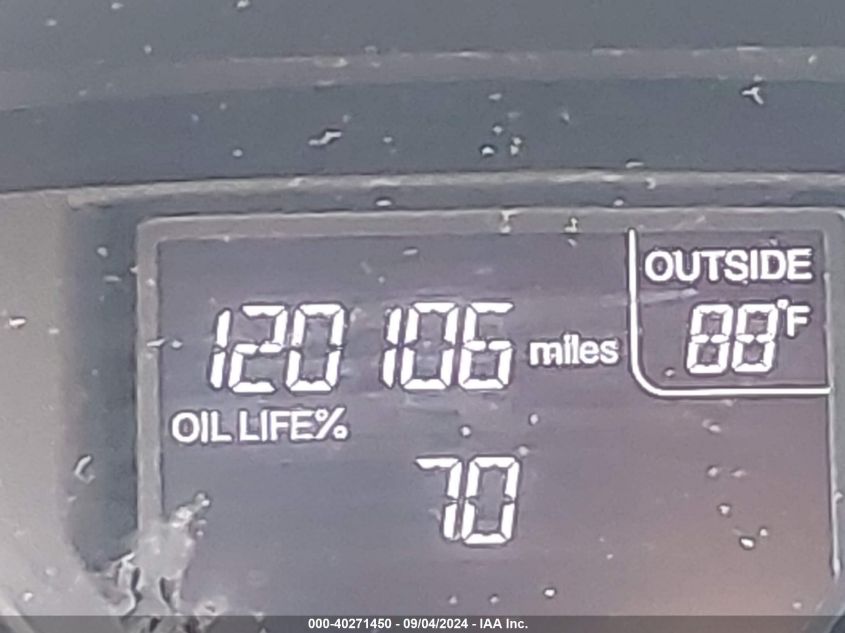 OUTSIDE
120 106 miles 88°F
OIL LIFE%
70
000-40271450 - 09/04/2024 - IAA Inc.